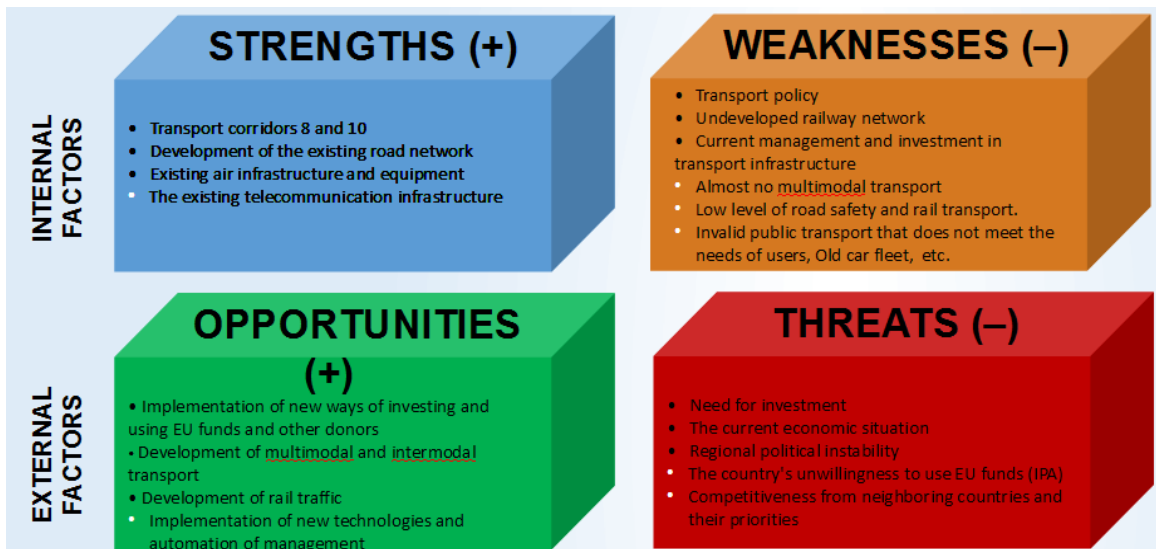 STRENGTHS (+)
• Transport corridors 8 and 10
• Development of the existing road network
• Existing air infrastructure and equipment
• The existing telecommunication infrastructure
WEAKNESSES (–)
• Transport policy
• Undeveloped railway network
• Current management and investment in
transport infrastructure
• Almost no multimodal transport
• Low level of road safety and rail transport.
• Invalid public transport that does not meet the
needs of users, Old car fleet, etc.
INTERNAL
FACTORS
OPPORTUNITIES
(+)
• Implementation of new ways of investing and
using EU funds and other donors
• Development of multimodal and intermodal
transport
• Development of rail traffic
• Implementation of new technologies and
automation of management
THREATS (–)
• Need for investment
• The current economic situation
• Regional political instability
• The country's unwillingness to use EU funds (IPA)
• Competitiveness from neighboring countries and
their priorities
EXTERNAL
FACTORS